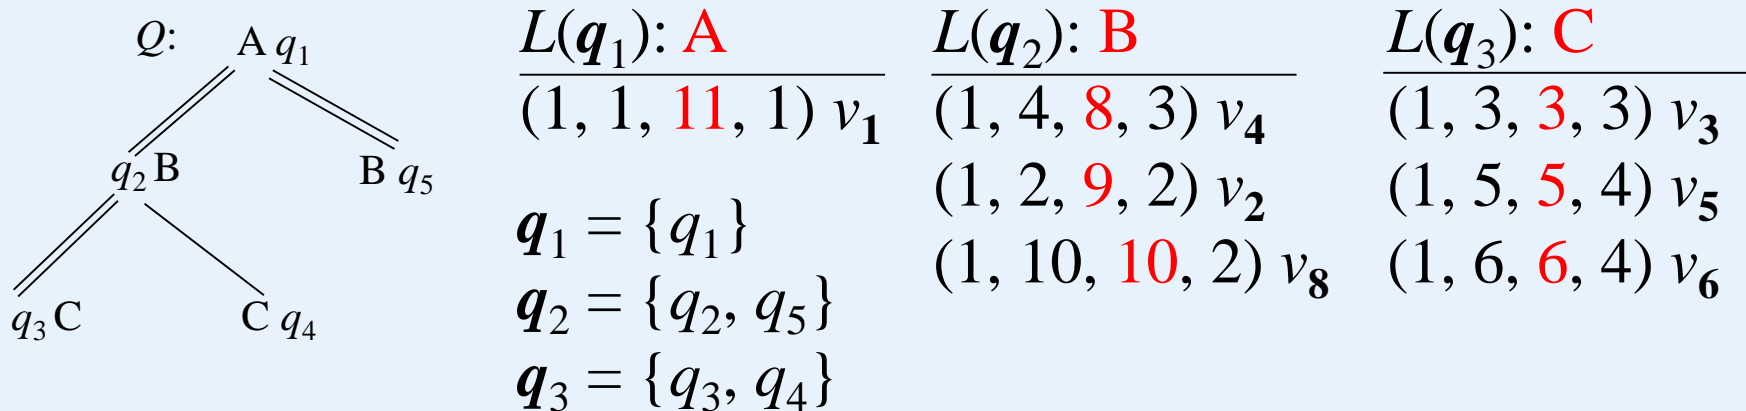 Q:
A q₁
q₂ B
B q₅
q₃ C
C q₄
L(q₁): A
(1, 1, 11, 1) v₁
q₁ = {q₁}
q₂ = {q₂, q₅}
q₃ = {q₃, q₄}
L(q₂): B
(1, 4, 8, 3) v₄
(1, 2, 9, 2) v₂
(1, 10, 10, 2) v₈
L(q₃): C
(1, 3, 3, 3) v₃
(1, 5, 5, 4) v₅
(1, 6, 6, 4) v₆